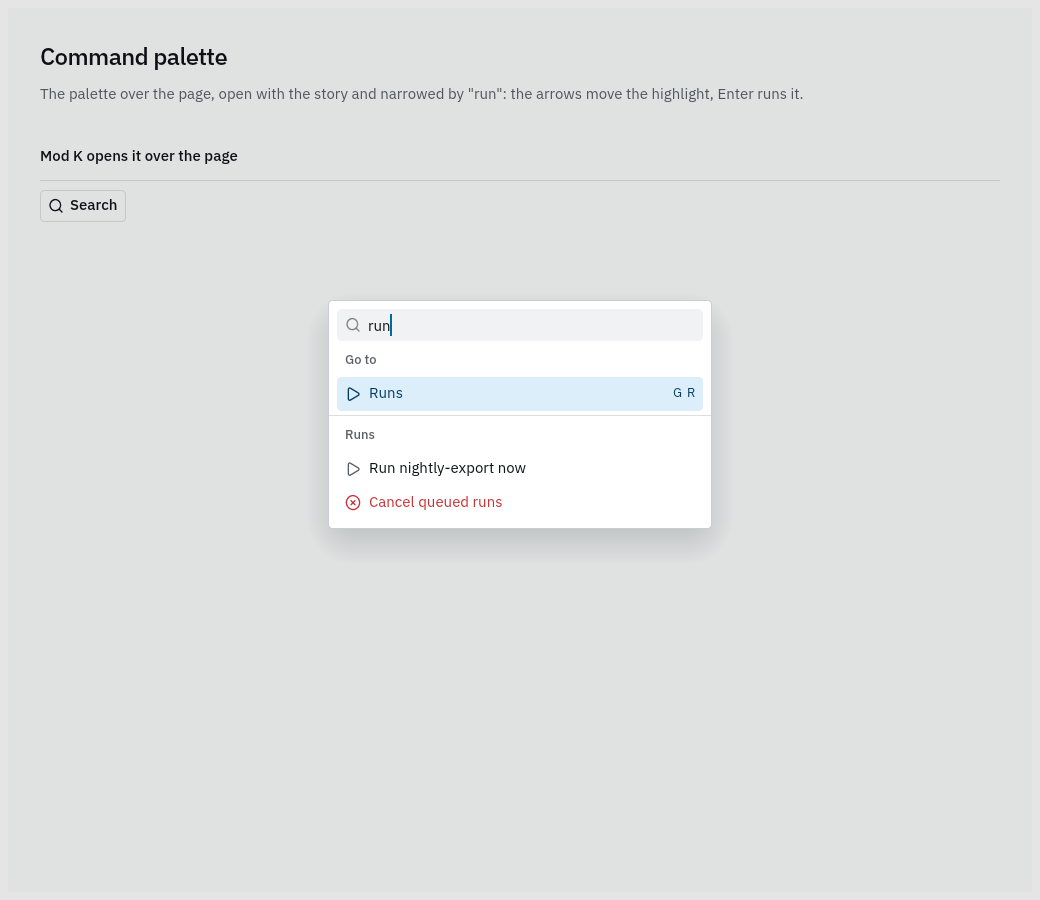 Command palette
The palette over the page, open with the story and narrowed by "run": the arrows move the highlight, Enter runs it.
Mod K opens it over the page
Search
run
Go to
Runs G R
Runs
Run nightly-export now
Cancel queued runs